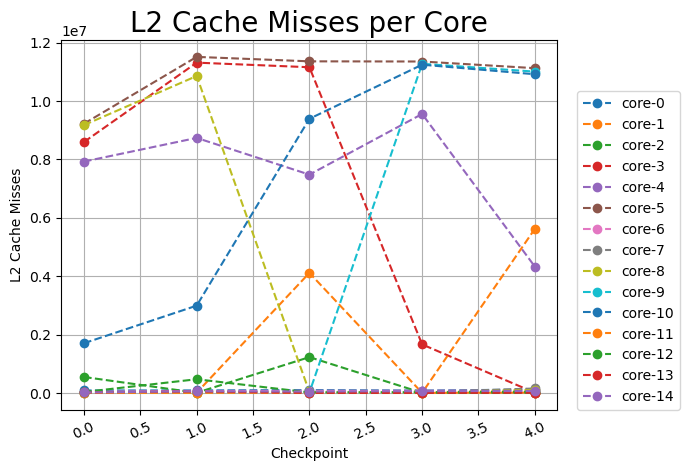 L2 Cache Misses per Core
1e7
1.2
1.0
0.8
0.6
0.4
0.2
0.0
L2 Cache Misses
0.0 0.5 1.0 1.5 2.0 2.5 3.0 3.5 4.0
Checkpoint
core-0
core-1
core-2
core-3
core-4
core-5
core-6
core-7
core-8
core-9
core-10
core-11
core-12
core-13
core-14